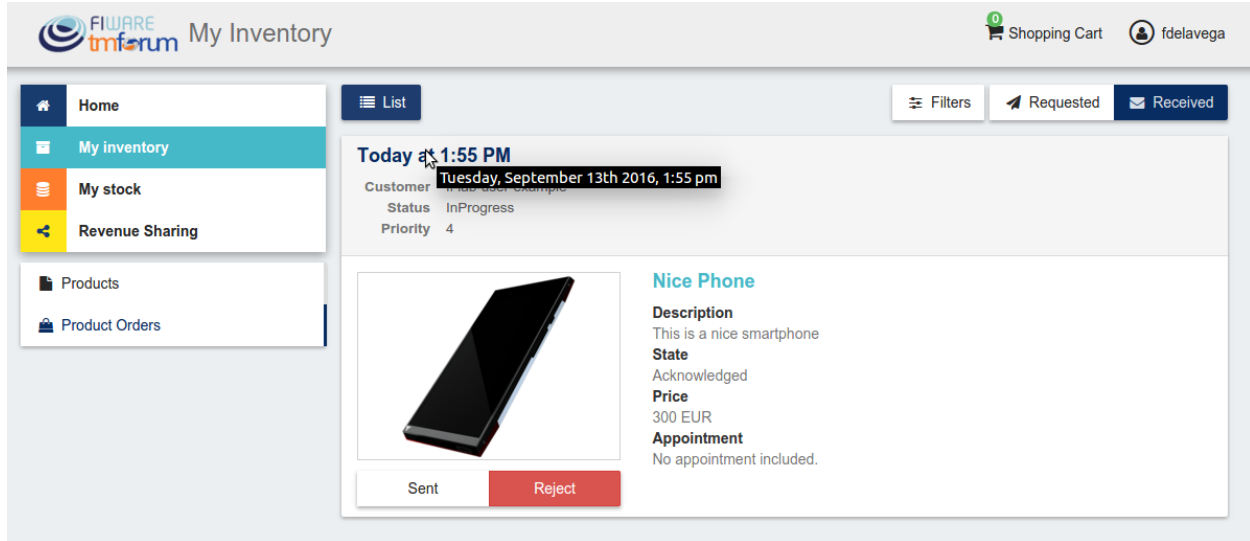 FIWARE
tmforum
My Inventory
0
Shopping Cart
fdelavega
Home
My inventory
My stock
Revenue Sharing
Products
Product Orders
List
Filters
Requested
Received
Today at 1:55 PM
Tuesday, September 13th 2016, 1:55 pm
Customer
Status InProgress
Priority 4
Nice Phone
Description
This is a nice smartphone
State
Acknowledged
Price
300 EUR
Appointment
No appointment included.
Sent
Reject